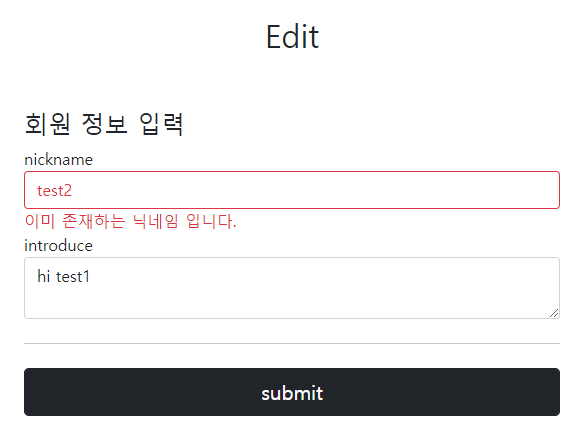 Edit
회원 정보 입력
nickname
test2
이미 존재하는 닉네임 입니다.
introduce
hi test1
submit